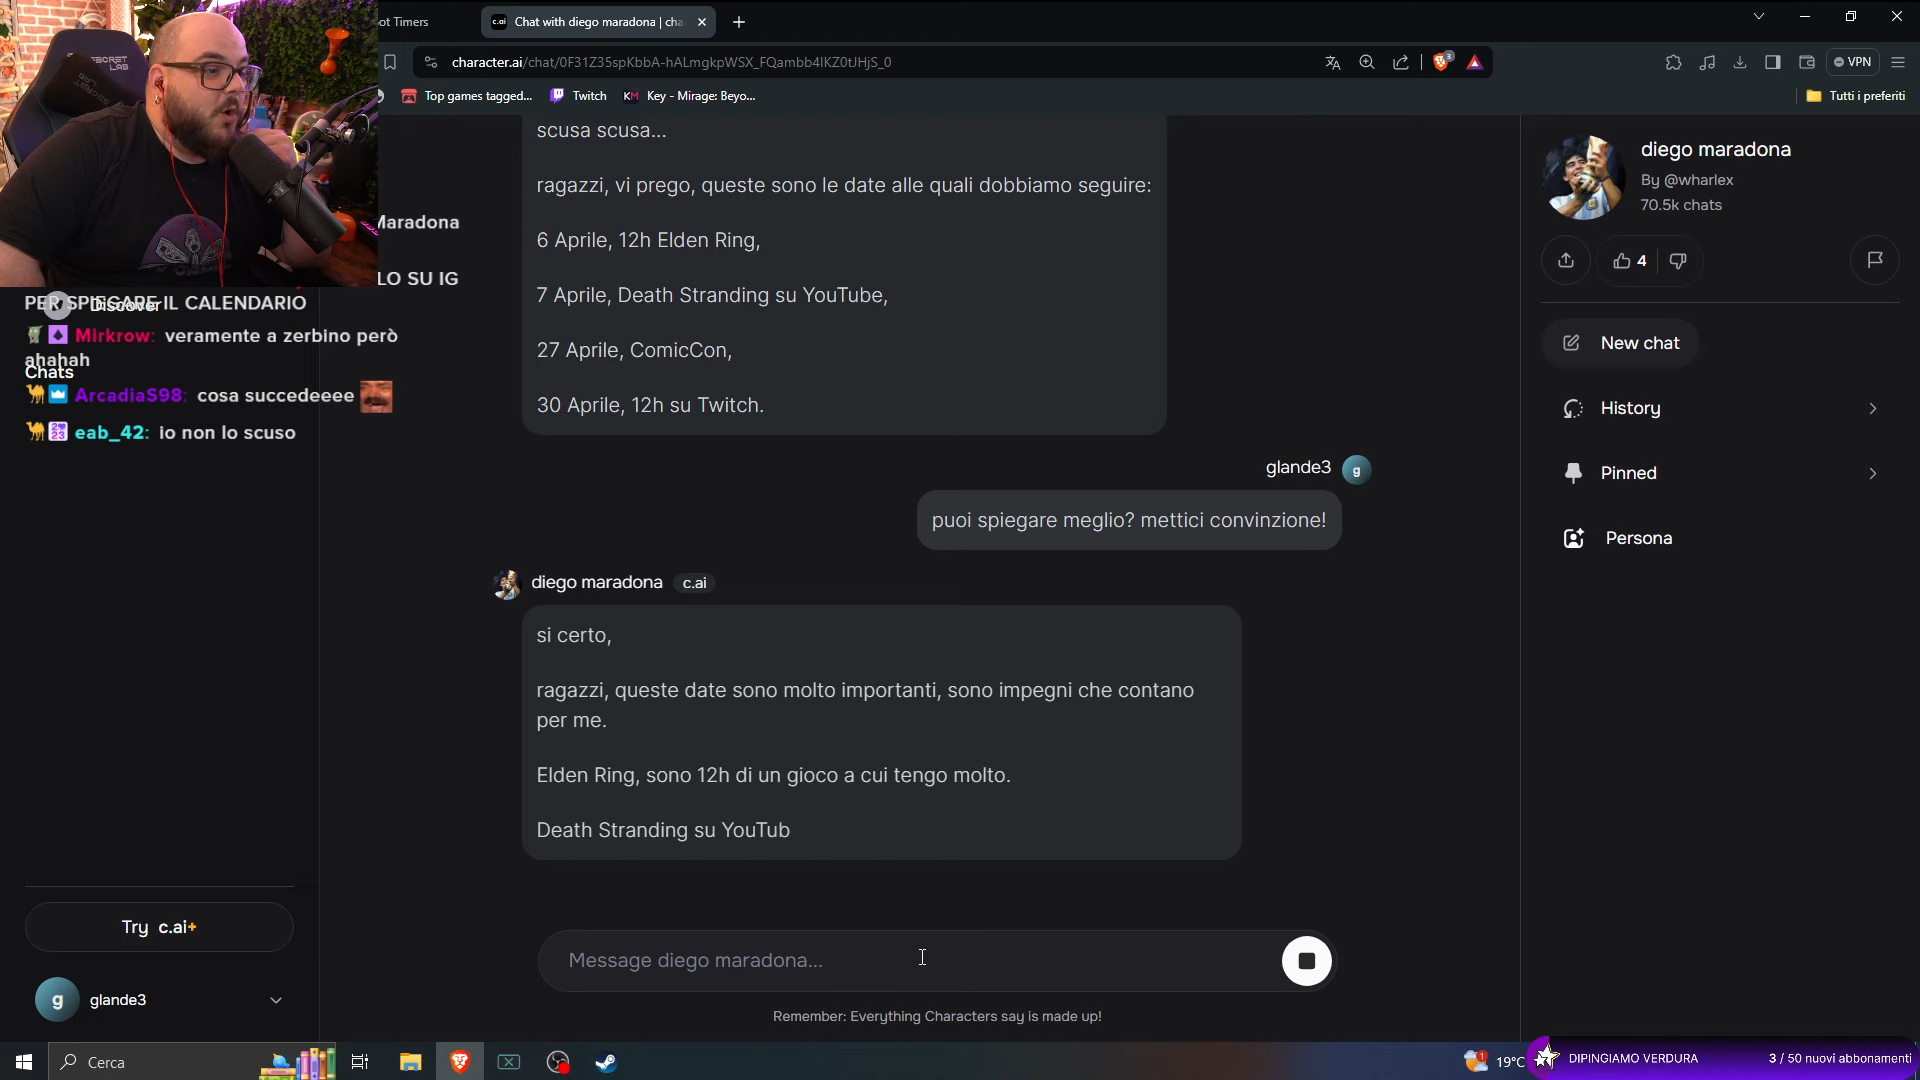 ot Timers
c.ai Chat with diego maradona | cha
character.ai/chat/0F31Z35spKbbA-hALmgkpWSX_FQambb4lKZ0tJHjS_0
3
VPN
Top games tagged...
Twitch
KM Key - Mirage: Beyo...
Tutti i preferiti
SECRET LAB
scusa scusa...
ragazzi, vi prego, queste sono le date alle quali dobbiamo seguire:
6 Aprile, 12h Elden Ring,
7 Aprile, Death Stranding su YouTube,
27 Aprile, ComicCon,
30 Aprile, 12h su Twitch.
glande3
g
puoi spiegare meglio? mettici convinzione!
diego maradona c.ai
si certo,
ragazzi, queste date sono molto importanti, sono impegni che contano
per me.
Elden Ring, sono 12h di un gioco a cui tengo molto.
Death Stranding su YouTub
Message diego maradona...
Remember: Everything Characters say is made up!
Maradona
LO SU IG
PER SPIEGARE IL CALENDARIO
Discover
Mirkrow: veramente a zerbino però
ahahah
Chats
ArcadiaS98: cosa succedeeee
eab_42: io non lo scuso
Try c.ai+
g glande3
diego maradona
By @wharlex
70.5k chats
4
New chat
History
Pinned
Persona
Cerca
1
19°C
DIPINGIAMO VERDURA
3 / 50 nuovi abbonamenti